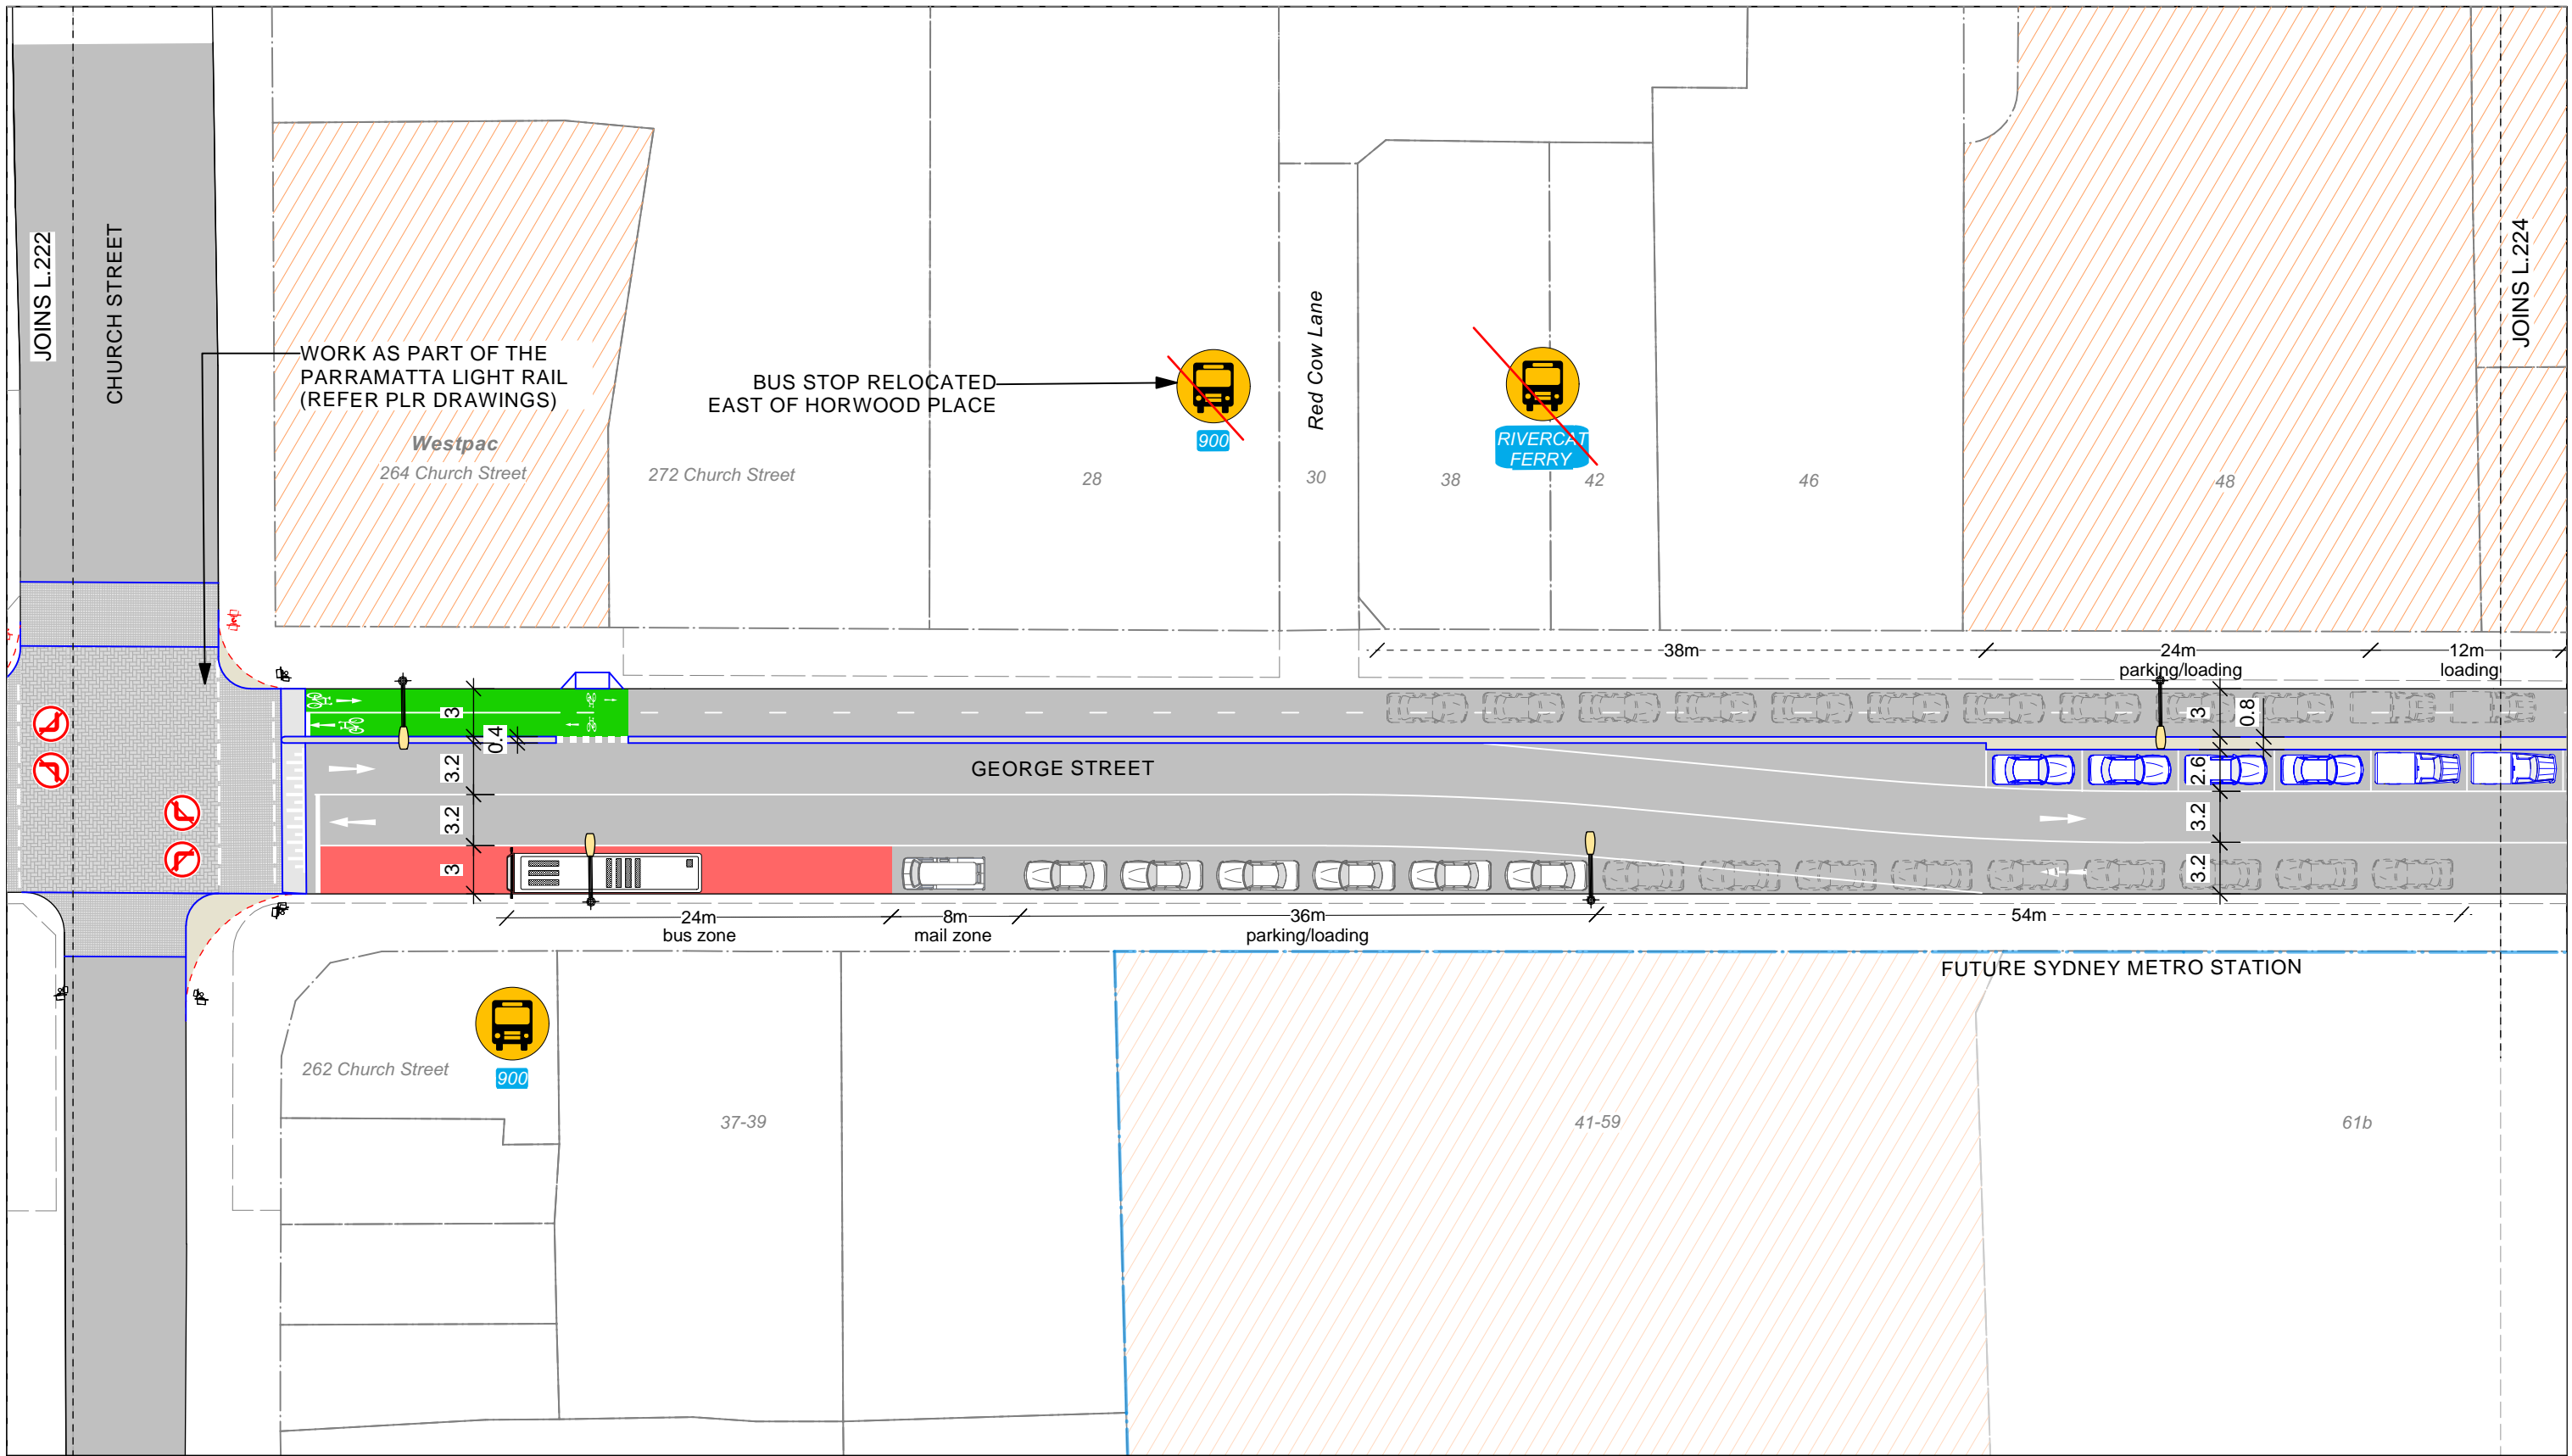 JOINS L.222
CHURCH STREET
WORK AS PART OF THE
PARRAMATTA LIGHT RAIL
(REFER PLR DRAWINGS)
Westpac
264 Church Street
272 Church Street
BUS STOP RELOCATED
EAST OF HORWOOD PLACE
28
900
Red Cow Lane
30
RIVERCAT
FERRY
38
42
46
48
JOINS L.224
38m
24m
parking/loading
12m
loading
3
0.4
3.2
3.2
3
GEORGE STREET
3
0.8
2.6
3.2
3.2
24m
bus zone
8m
mail zone
36m
parking/loading
54m
FUTURE SYDNEY METRO STATION
262 Church Street
900
37-39
41-59
61b